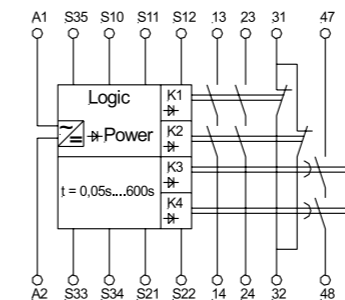 A1 S35 S10 S11 S12 13 23 31 47
Logic K1
Power K2
K3
t = 0,05s....600s
K4
A2 S33 S34 S21 S22 14 24 32 48